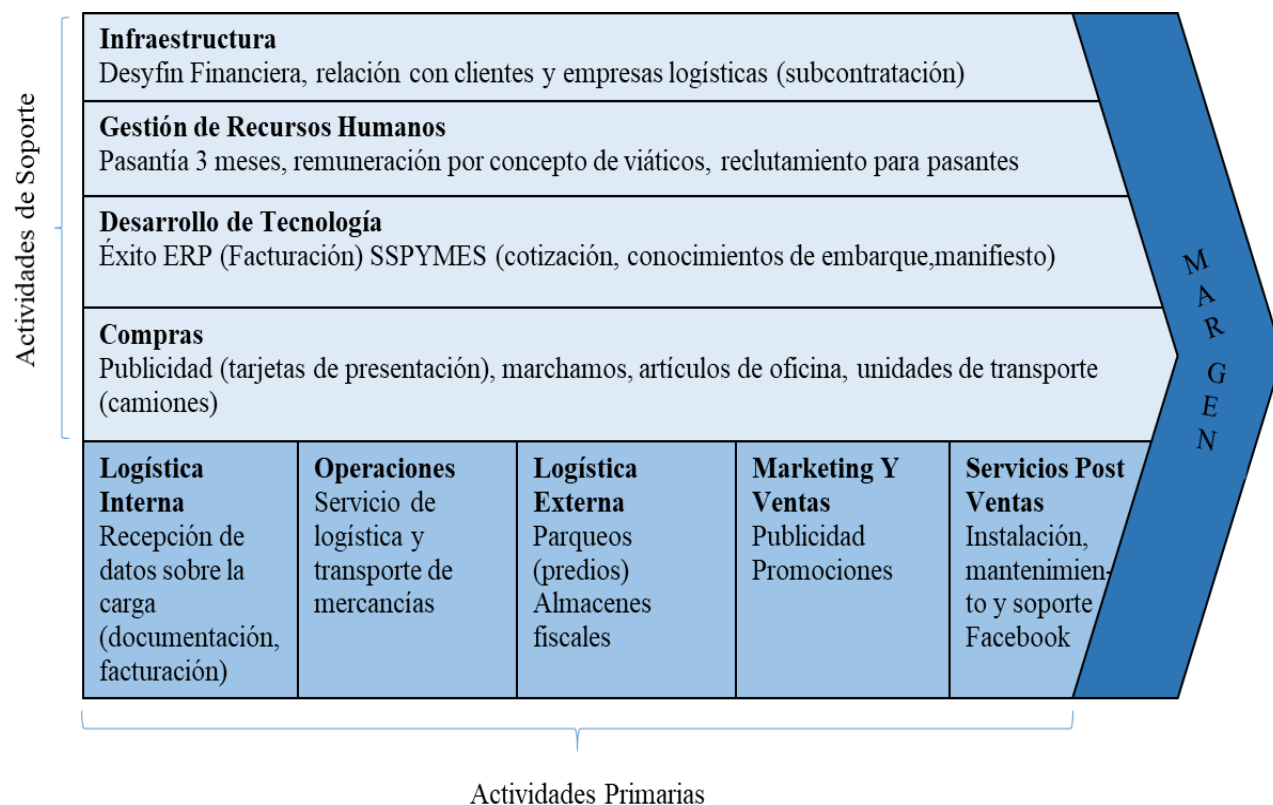 Actividades de Soporte
Infraestructura
Desyfin Financiera, relación con clientes y empresas logísticas (subcontratación)
Gestión de Recursos Humanos
Pasantía 3 meses, remuneración por concepto de viáticos, reclutamiento para pasantes
Desarrollo de Tecnología
Éxito ERP (Facturación) SSPYMES (cotización, conocimientos de embarque,manifiesto)
Compras
Publicidad (tarjetas de presentación), marchamos, artículos de oficina, unidades de transporte
(camiones)
Logística
Interna
Recepción de
datos sobre la
carga
(documentación,
facturación)
Operaciones
Servicio de
logística y
transporte de
mercancías
Logística
Externa
Parqueos
(predios)
Almacenes
fiscales
Marketing Y
Ventas
Publicidad
Promociones
Servicios Post
Ventas
Instalación,
mantenimien-
to y soporte
Facebook
MARGEN
Actividades Primarias